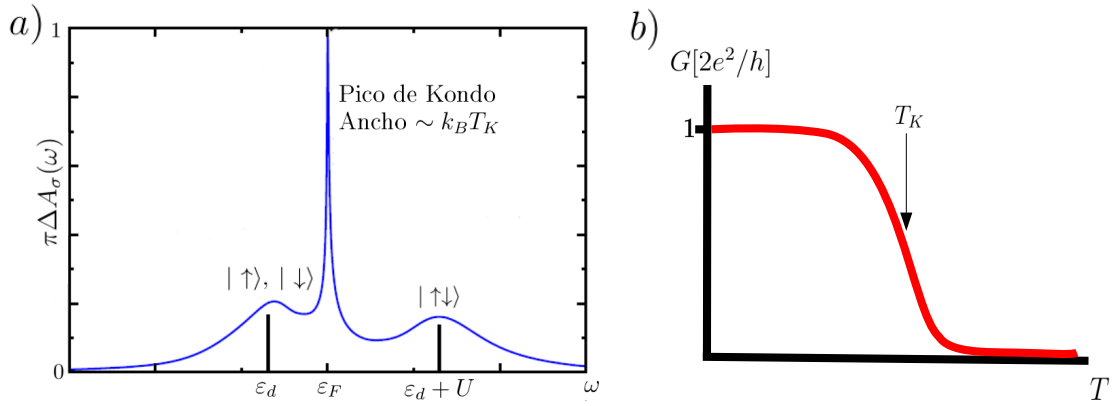 a)
1
πΔA_σ(ω)
0
Pico de Kondo
Ancho ∼ k_BT_K
| ↑⟩, | ↓⟩
| ↑↓⟩
ε_d
ε_F
ε_d + U
ω
b)
G[2e²/h]
1
T_K
T